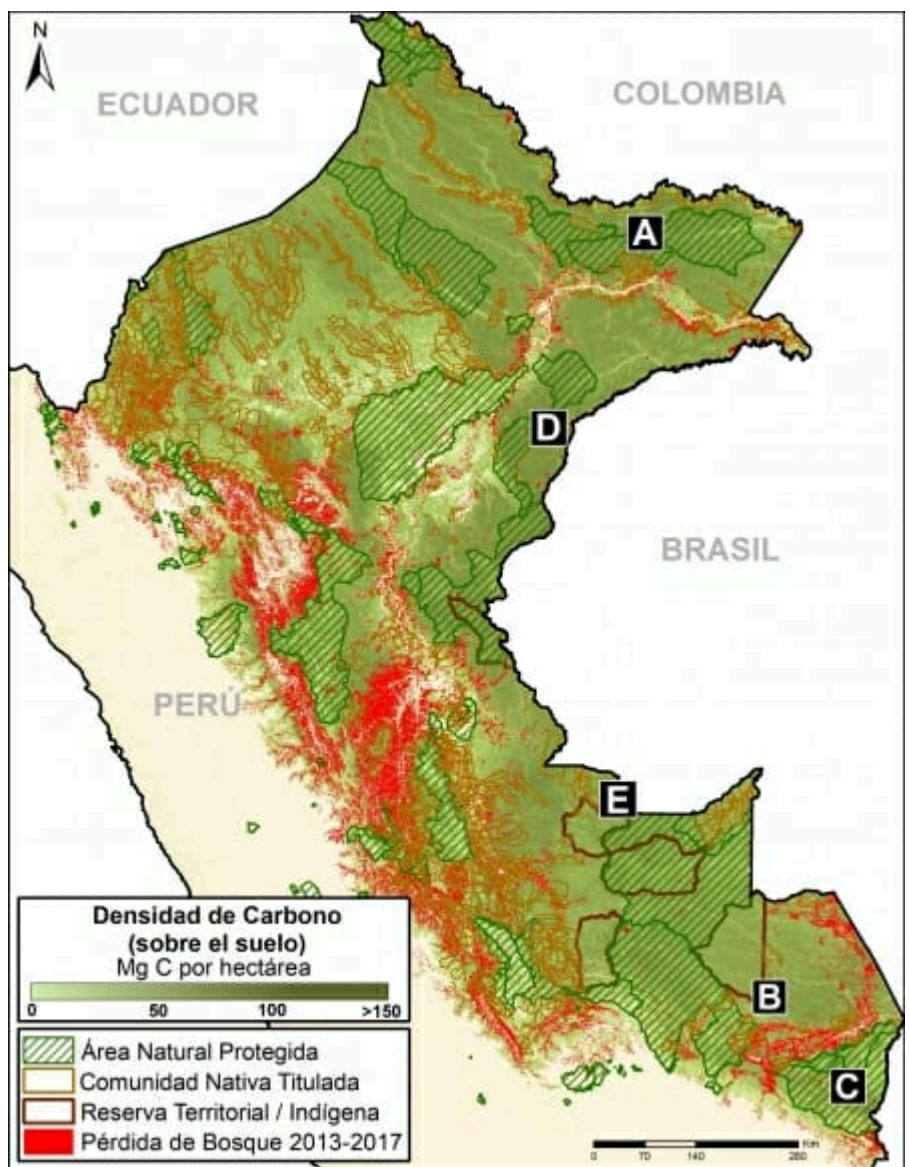 N
ECUADOR
COLOMBIA
A
D
BRASIL
PERÚ
E
Densidad de Carbono
(sobre el suelo)
Mg C por hectárea
0 50 100 >150
B
Área Natural Protegida
Comunidad Nativa Titulada
Reserva Territorial / Indígena
Pérdida de Bosque 2013-2017
C
Km
0 70 140 280